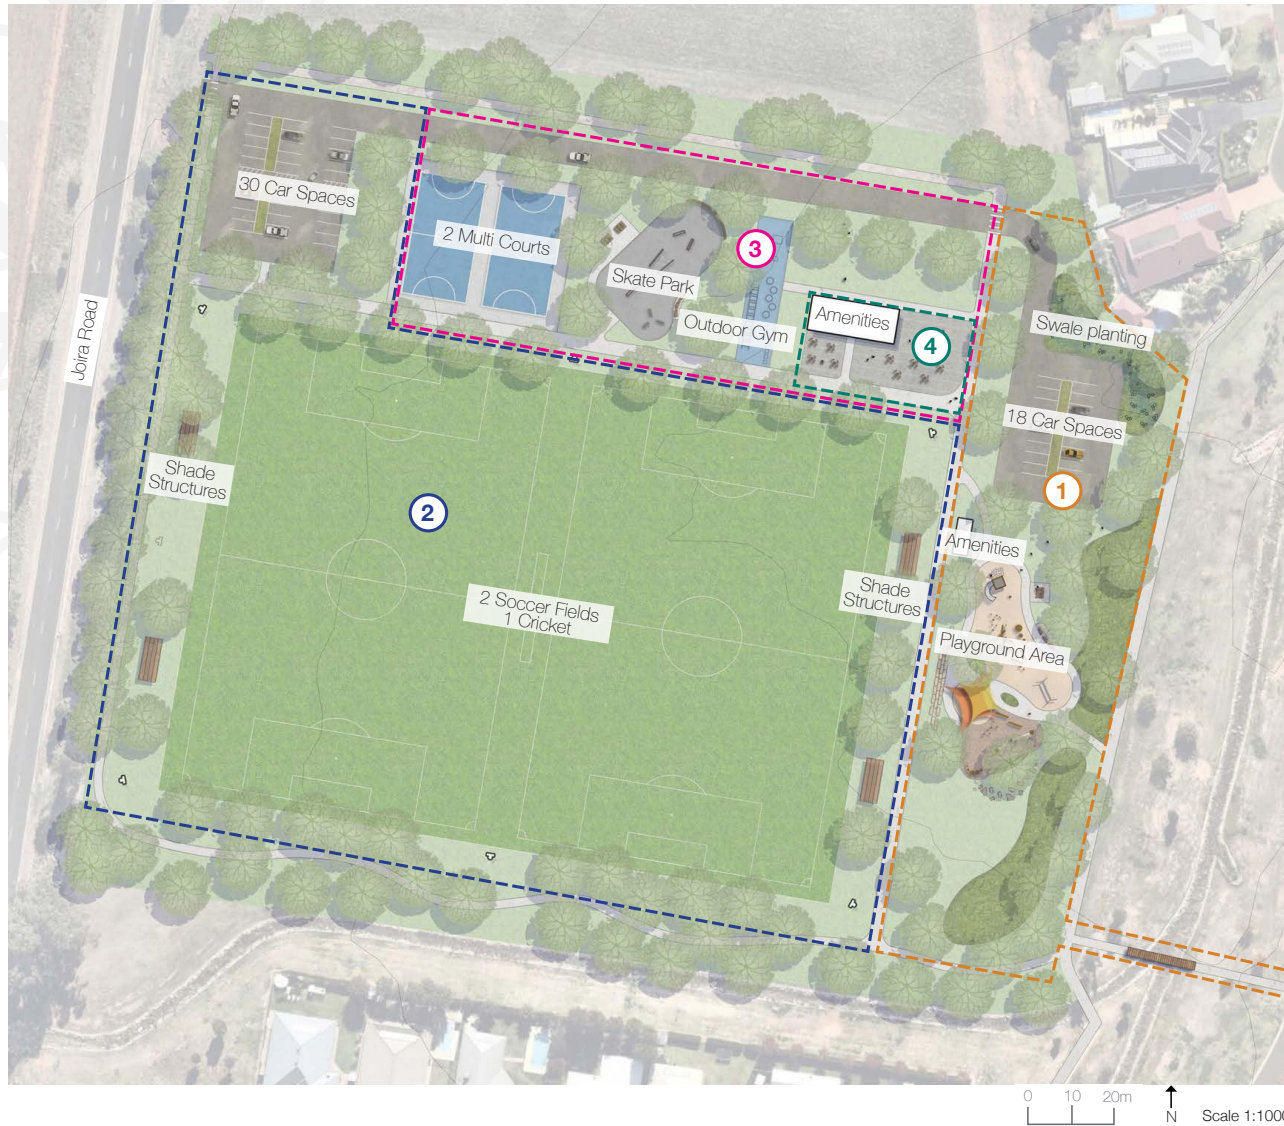 30 Car Spaces
2 Multi Courts
3
Skate Park
Outdoor Gym
Amenities
4
Swale planting
Joira Road
18 Car Spaces
Shade
Structures
1
2
Amenities
Shade
Structures
2 Soccer Fields
1 Cricket
Playground Area
0 10 20m
N
Scale 1:1000